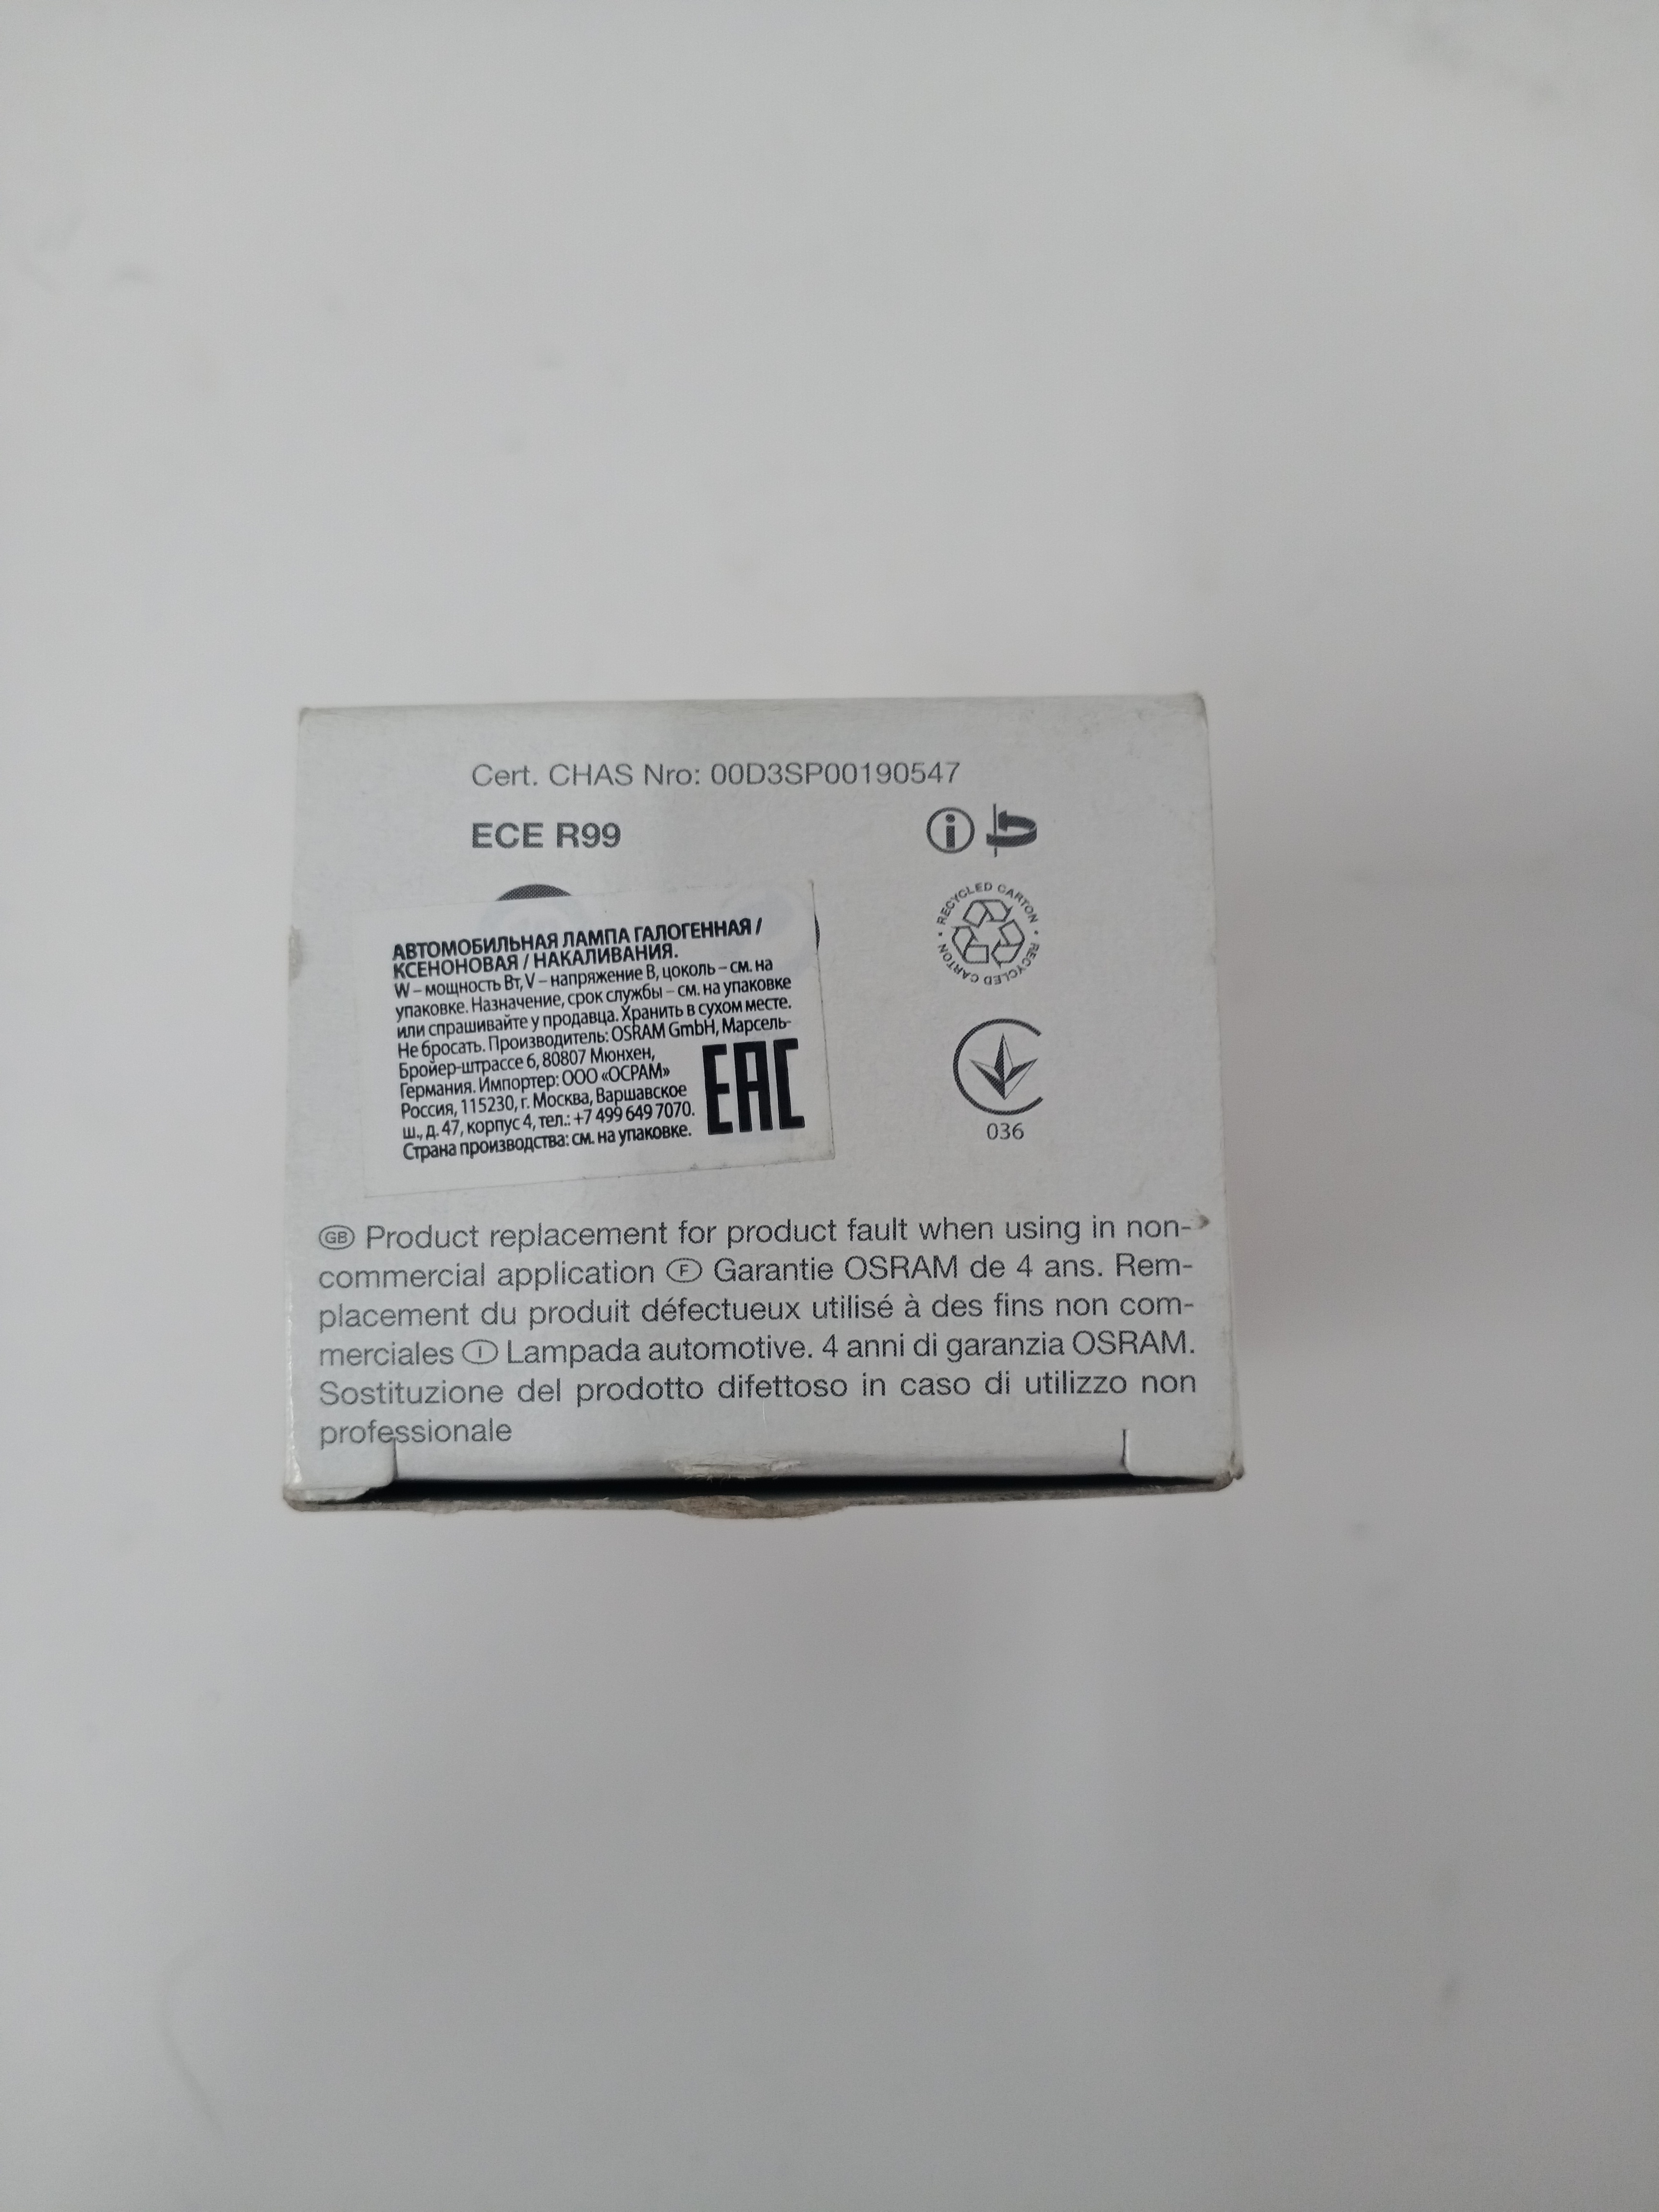 Cert. CHAS Nro: 00D3SP00190547
ECE R99
RECYCLED CARTON • RECYCLED CARTON •
АВТОМОБИЛЬНАЯ ЛАМПА ГАЛОГЕННАЯ /
КСЕНОНОВАЯ / НАКАЛИВАНИЯ.
W – мощность Вт, V – напряжение В, цоколь – см. на
упаковке. Назначение, срок службы – см. на упаковке
или спрашивайте у продавца. Хранить в сухом месте.
Не бросать. Производитель: OSRAM GmbH, Марсель-
Бройер-штрассе 6, 80807 Мюнхен,
Германия. Импортер: ООО «ОСРАМ»
Россия, 115230, г. Москва, Варшавское
ш., д. 47, корпус 4, тел.: +7 499 649 7070.
Страна производства: см. на упаковке.
EAC
036
GB Product replacement for product fault when using in non-
commercial application F Garantie OSRAM de 4 ans. Rem-
placement du produit défectueux utilisé à des fins non com-
merciales I Lampada automotive. 4 anni di garanzia OSRAM.
Sostituzione del prodotto difettoso in caso di utilizzo non
professionale